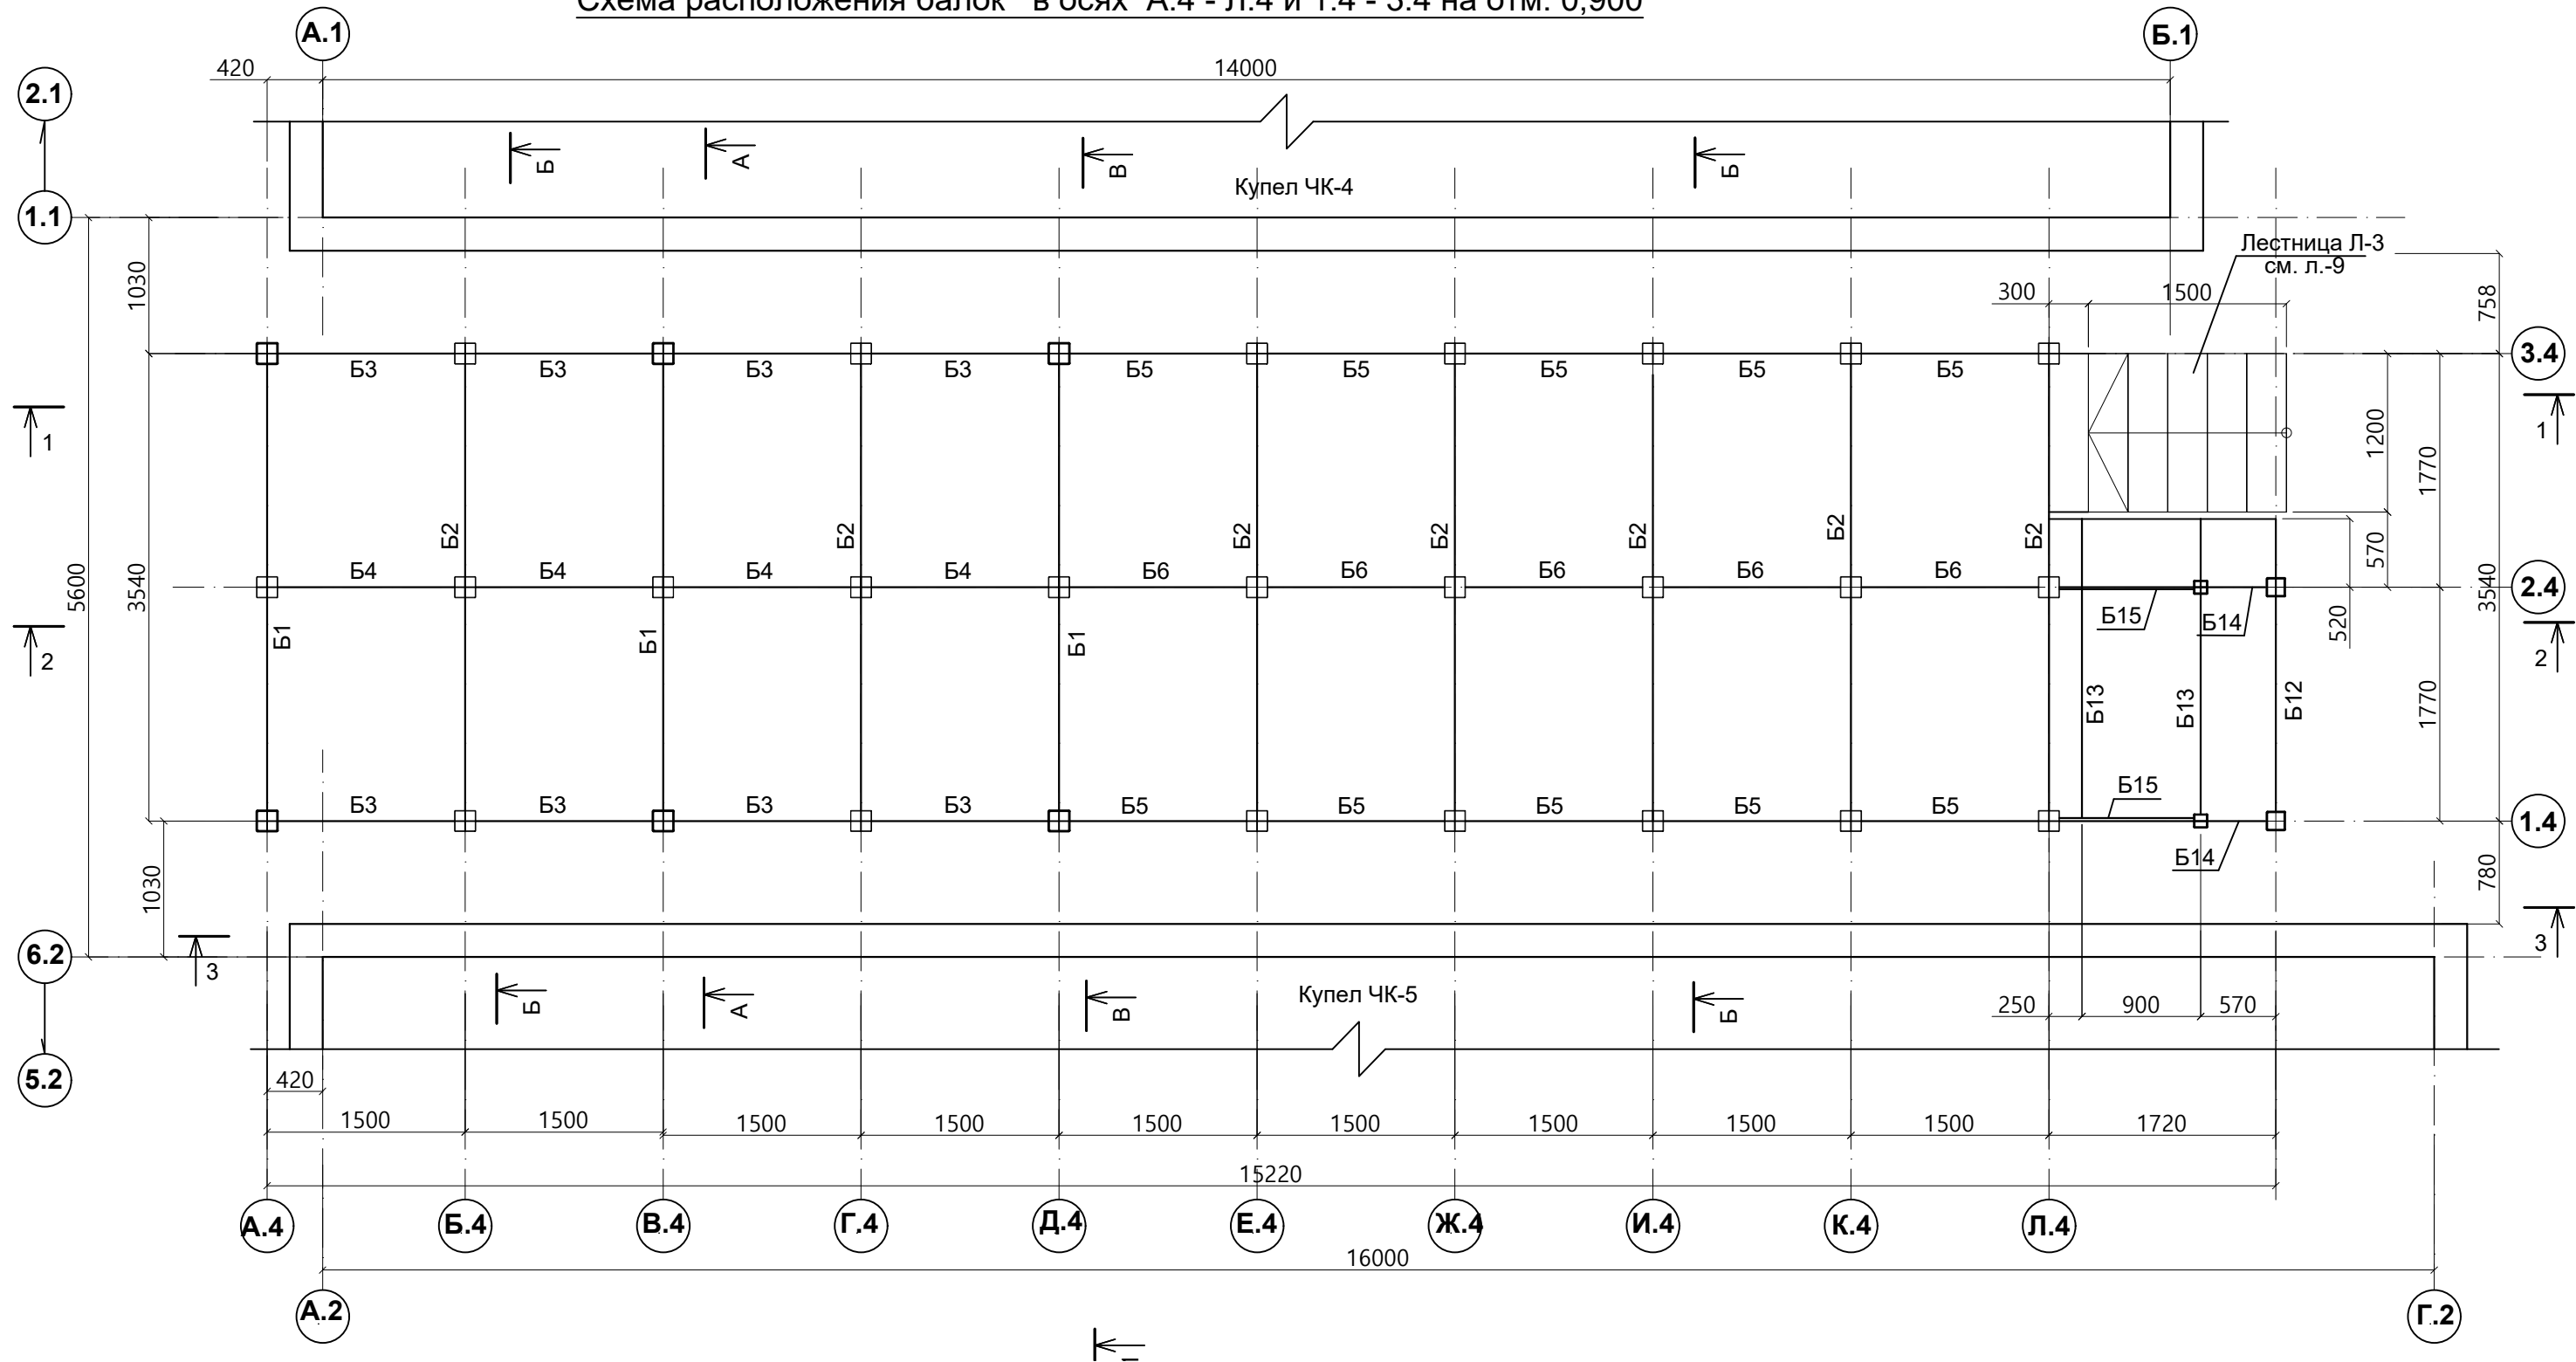 Схема расположения балок в осях А.4 - Л.4 и 1.4 - 3.4 на отм. 0,900
А.1
Б.1
420
14000
2.1
Б
А
В
Б
Купел ЧК-4
1.1
Лестница Л-3
см. л.-9
1030
300
1500
758
3.4
Б3
Б3
Б3
Б3
Б5
Б5
Б5
Б5
Б5
1
1
1200
1770
Б2
Б2
Б2
Б2
Б2
Б2
Б2
570
5600
3540
3540
Б4
Б4
Б4
Б4
Б6
Б6
Б6
Б6
Б6
2.4
Б15
Б14
520
2
2
Б1
Б1
Б1
Б13
Б13
Б12
1770
Б15
Б3
Б3
Б3
Б3
Б5
Б5
Б5
Б5
Б5
1.4
Б14
1030
780
6.2
3
3
Б
А
В
Купел ЧК-5
Б
250
900
570
5.2
420
1500
1500
1500
1500
1500
1500
1500
1500
1500
1720
15220
А.4
Б.4
В.4
Г.4
Д.4
Е.4
Ж.4
И.4
К.4
Л.4
16000
А.2
Г.2